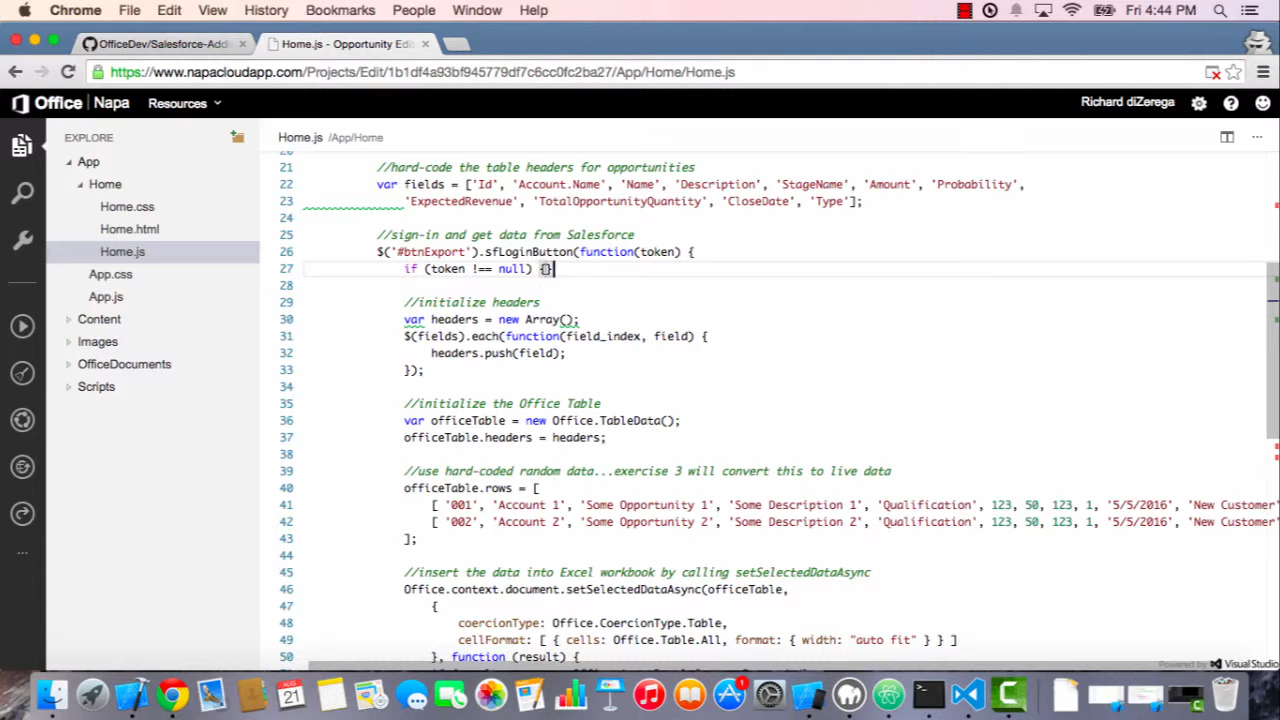 Chrome File Edit View History Bookmarks People Window Help Fri 4:44 PM
OfficeDev/Salesforce-Addi Home.js - Opportunity Edi
https://www.napacloudapp.com/Projects/Edit/1b1df4a93bf945779df7c6cc0fc2ba27/App/Home/Home.js
Office Napa Resources Richard diZerega
EXPLORE
App
Home
Home.css
Home.html
Home.js
App.css
App.js
Content
Images
OfficeDocuments
Scripts
Home.js /App/Home
20
21 //hard-code the table headers for opportunities
22 var fields = ['Id', 'Account.Name', 'Name', 'Description', 'StageName', 'Amount', 'Probability',
23 'ExpectedRevenue', 'TotalOpportunityQuantity', 'CloseDate', 'Type'];
24
25 //sign-in and get data from Salesforce
26 $('#btnExport').sfLoginButton(function(token) {
27 if (token !== null) {}
28
29 //initialize headers
30 var headers = new Array();
31 $(fields).each(function(field_index, field) {
32 headers.push(field);
33 });
34
35 //initialize the Office Table
36 var officeTable = new Office.TableData();
37 officeTable.headers = headers;
38
39 //use hard-coded random data...exercise 3 will convert this to live data
40 officeTable.rows = [
41 [ '001', 'Account 1', 'Some Opportunity 1', 'Some Description 1', 'Qualification', 123, 50, 123, 1, '5/5/2016', 'New Customer'
42 [ '002', 'Account 2', 'Some Opportunity 2', 'Some Description 2', 'Qualification', 123, 50, 123, 1, '5/5/2016', 'New Customer'
43 ];
44
45 //insert the data into Excel workbook by calling setSelectedDataAsync
46 Office.context.document.setSelectedDataAsync(officeTable,
47 {
48 coercionType: Office.CoercionType.Table,
49 cellFormat: [ { cells: Office.Table.All, format: { width: "auto fit" } } ]
50 }, function (result) {
Powered by Visual Studio
AUG
21
1